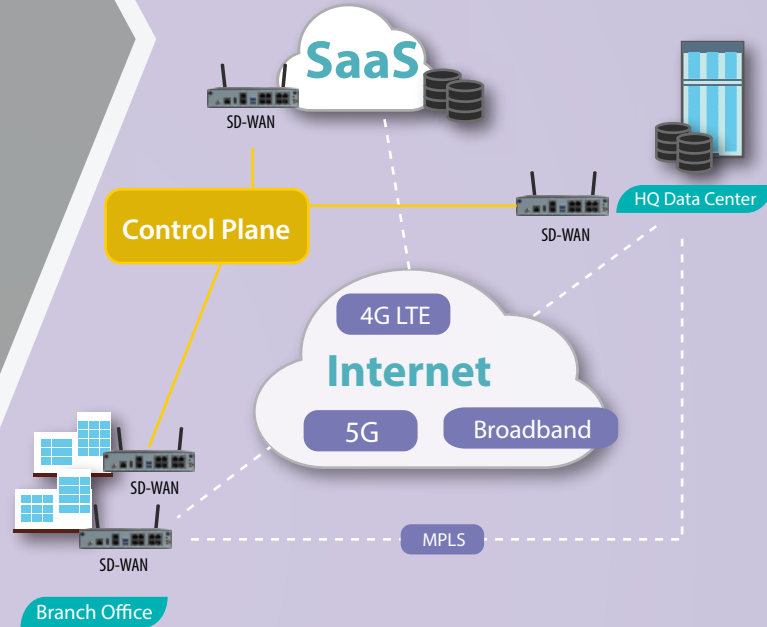 SaaS
SD-WAN
Control Plane
HQ Data Center
SD-WAN
4G LTE
Internet
5G
Broadband
SD-WAN
MPLS
SD-WAN
Branch Office